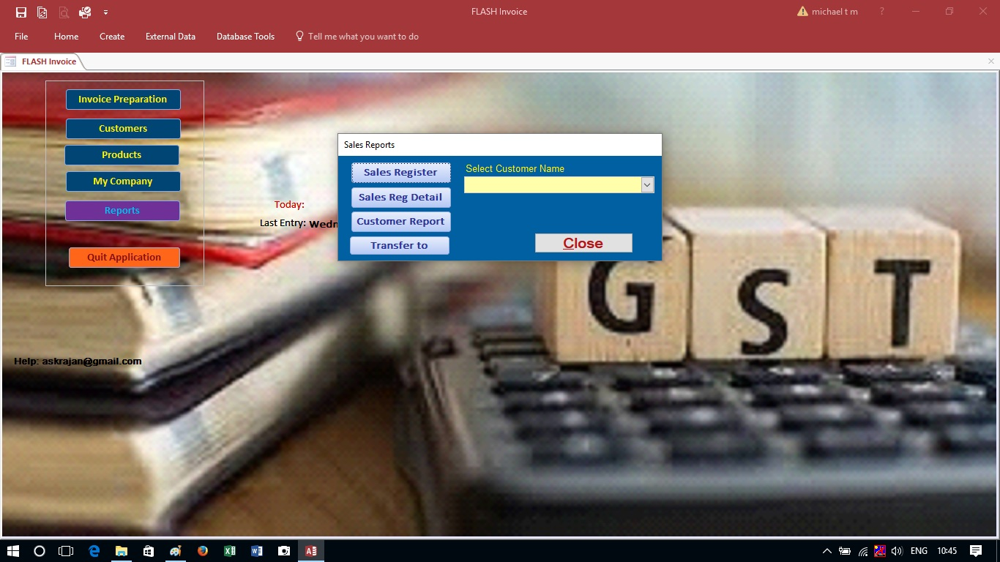 FLASH Invoice
michael t m
?
File Home Create External Data Database Tools Tell me what you want to do
FLASH Invoice
Invoice Preparation
Customers
Products
My Company
Reports
Quit Application
Today:
Last Entry: Wedn
Sales Reports
Sales Register
Sales Reg Detail
Customer Report
Transfer to
Select Customer Name
Close
G S T
Help: askrajan@gmail.com
ENG 10:45